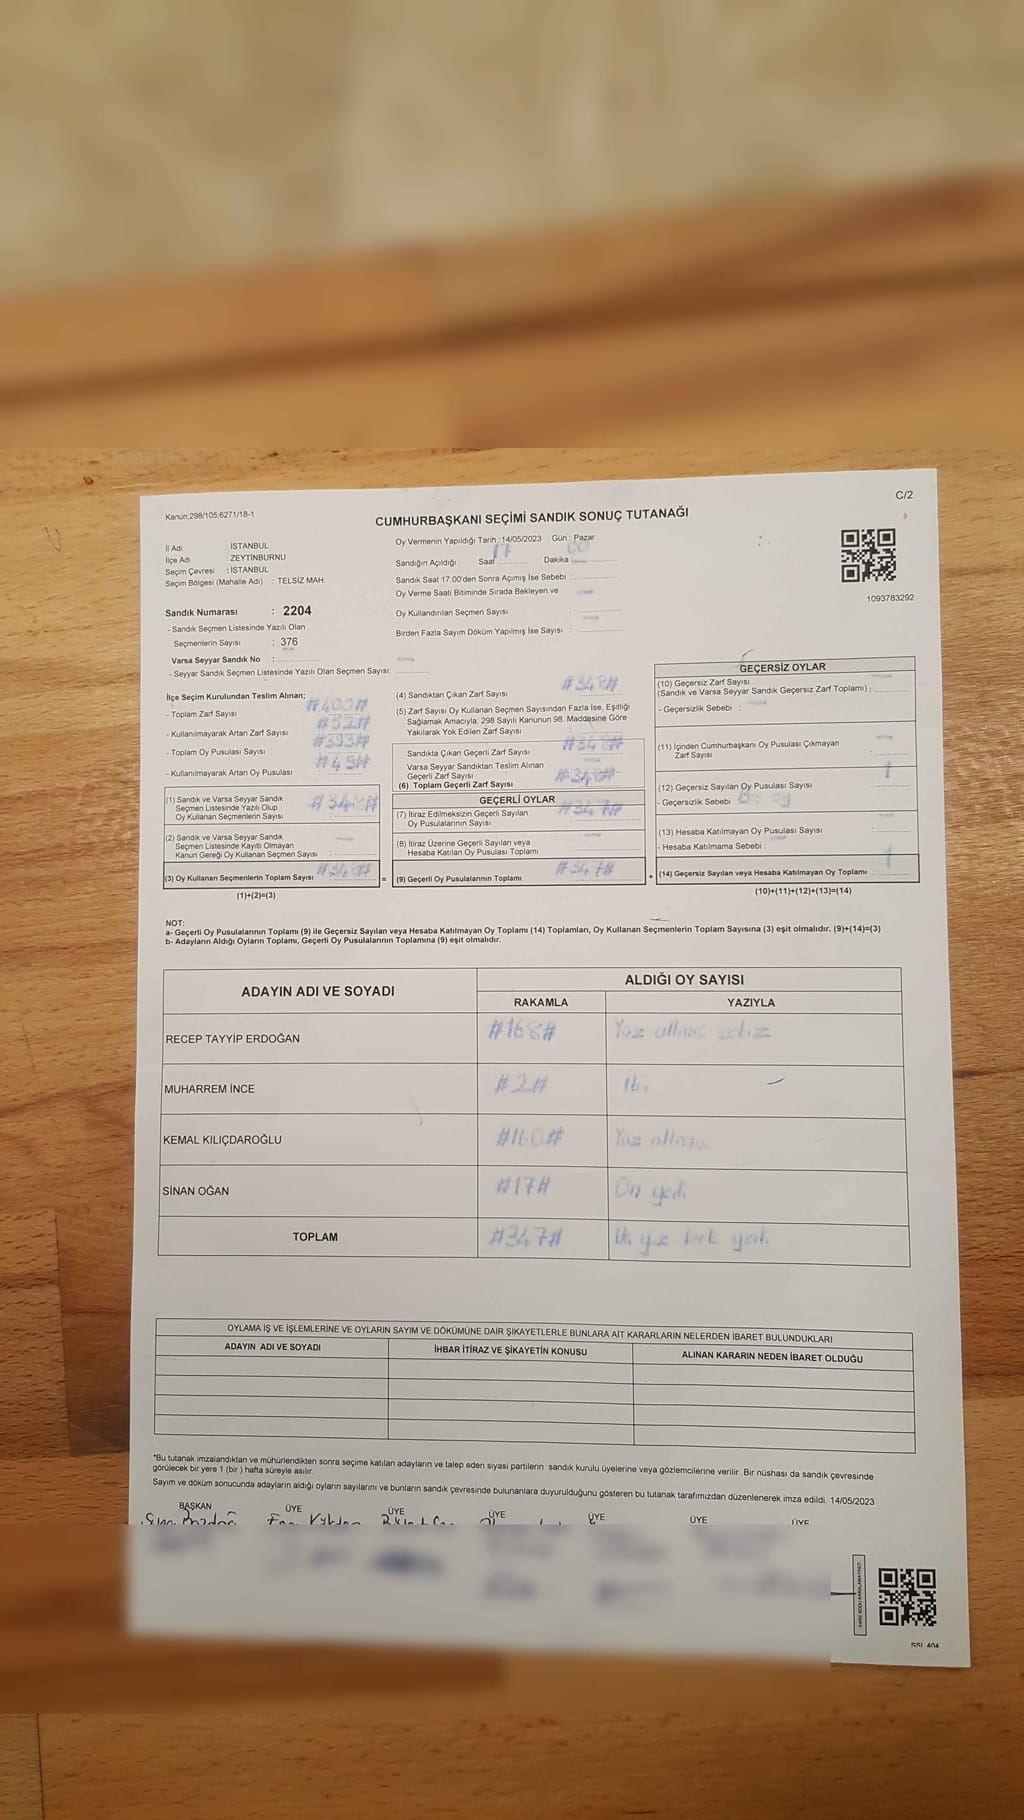 C/2
Kanun,298/105,6271/18-1
CUMHURBAŞKANI SEÇİMİ SANDIK SONUÇ TUTANAĞI
İl Adı : İSTANBUL
İlçe Adı : ZEYTİNBURNU
Seçim Çevresi : İSTANBUL
Seçim Bölgesi (Mahalle Adı) : TELSİZ MAH.
Sandık Numarası : 2204
- Sandık Seçmen Listesinde Yazılı Olan
Seçmenlerin Sayısı : 376
Varsa Seyyar Sandık No :
- Seyyar Sandık Seçmen Listesinde Yazılı Olan Seçmen Sayısı:
Oy Vermenin Yapıldığı Tarih : 14/05/2023 Gün : Pazar
Sandığın Açıldığı Saat 17 Dakika 00
Sandık Saat 17:00'den Sonra Açımış İse Sebebi :
Oy Verme Saati Bitiminde Sırada Bekleyen ve
Oy Kullandırılan Seçmen Sayısı :
Birden Fazla Sayım Döküm Yapılmış İse Sayısı :
1093783292
İlçe Seçim Kurulundan Teslim Alınan;
- Toplam Zarf Sayısı #400#
- Kullanılmayarak Artan Zarf Sayısı #52#
- Toplam Oy Pusulası Sayısı #393#
- Kullanılmayarak Artan Oy Pusulası #45#
(1) Sandık ve Varsa Seyyar Sandık
Seçmen Listesinde Yazılı Olup
Oy Kullanan Seçmenlerin Sayısı #348#
(2) Sandık ve Varsa Seyyar Sandık
Seçmen Listesinde Kayıtlı Olmayan
Kanun Gereği Oy Kullanan Seçmen Sayısı
(3) Oy Kullanan Seçmenlerin Toplam Sayısı #348#
(1)+(2)=(3)
(4) Sandıktan Çıkan Zarf Sayısı #348#
(5) Zarf Sayısı Oy Kullanan Seçmen Sayısından Fazla İse, Eşitliği
Sağlamak Amacıyla; 298 Sayılı Kanunun 98. Maddesine Göre
Yakılarak Yok Edilen Zarf Sayısı :
Sandıkta Çıkan Geçerli Zarf Sayısı #348#
Varsa Seyyar Sandıktan Teslim Alınan
Geçerli Zarf Sayısı
(6) Toplam Geçerli Zarf Sayısı #348#
GEÇERLİ OYLAR
(7) İtiraz Edilmeksizin Geçerli Sayılan
Oy Pusulalarının Sayısı #347#
(8) İtiraz Üzerine Geçerli Sayılan veya
Hesaba Katılan Oy Pusulası Toplamı
= (9) Geçerli Oy Pusulalarının Toplamı #347#
GEÇERSİZ OYLAR
(10) Geçersiz Zarf Sayısı
(Sandık ve Varsa Seyyar Sandık Geçersiz Zarf Toplamı) :
- Geçersizlik Sebebi :
(11) İçinden Cumhurbaşkanı Oy Pusulası Çıkmayan
Zarf Sayısı
(12) Geçersiz Sayılan Oy Pusulası Sayısı : 1
- Geçersizlik Sebebi
(13) Hesaba Katılmayan Oy Pusulası Sayısı :
- Hesaba Katılmama Sebebi :
+ (14) Geçersiz Sayılan veya Hesaba Katılmayan Oy Toplamı : 1
(10)+(11)+(12)+(13)=(14)
NOT:
a- Geçerli Oy Pusulalarının Toplamı (9) ile Geçersiz Sayılan veya Hesaba Katılmayan Oy Toplamı (14) Toplamları, Oy Kullanan Seçmenlerin Toplam Sayısına (3) eşit olmalıdır. (9)+(14)=(3)
b- Adayların Aldığı Oyların Toplamı, Geçerli Oy Pusulalarının Toplamına (9) eşit olmalıdır.
ADAYIN ADI VE SOYADI ALDIĞI OY SAYISI
RAKAMLA YAZIYLA
RECEP TAYYİP ERDOĞAN #168# Yüz altmış sekiz
MUHARREM İNCE #2# iki
KEMAL KILIÇDAROĞLU #160# Yüz altmış
SİNAN OĞAN #17# On yedi
TOPLAM #347# Üç yüz kırk yedi
OYLAMA İŞ VE İŞLEMLERİNE VE OYLARIN SAYIM VE DÖKÜMÜNE DAİR ŞİKAYETLERLE BUNLARA AİT KARARLARIN NELERDEN İBARET BULUNDUKLARI
ADAYIN ADI VE SOYADI İHBAR İTİRAZ VE ŞİKAYETİN KONUSU ALINAN KARARIN NEDEN İBARET OLDUĞU
*Bu tutanak imzalandıktan ve mühürlendikten sonra seçime katılan adayların ve talep eden siyasi partilerin sandık kurulu üyelerine veya gözlemcilerine verilir. Bir nüshası da sandık çevresinde
görülecek bir yere 1 (bir) hafta süreyle asılır.
Sayım ve döküm sonucunda adayların aldığı oyların sayılarını ve bunların sandık çevresinde bulunanlara duyurulduğunu gösteren bu tutanak tarafımızdan düzenlenerek imza edildi. 14/05/2023
BAŞKAN ÜYE ÜYE ÜYE ÜYE ÜYE ÜYE